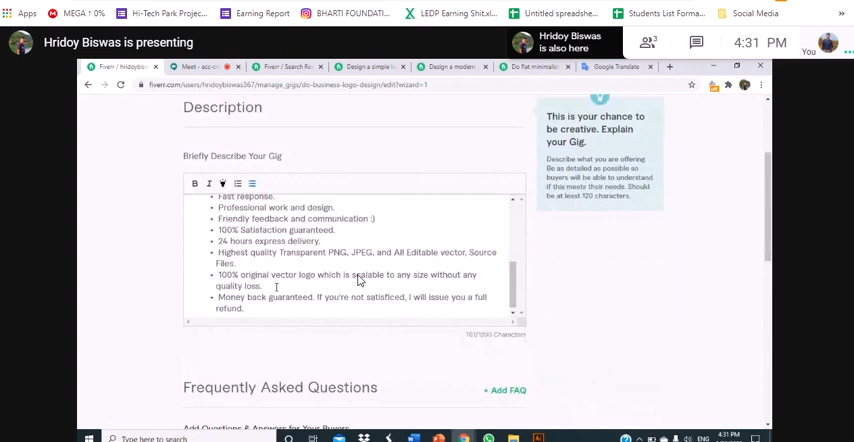 Apps
MEGA ↑ 0%
Hi-Tech Park Projec...
Earning Report
BHARTI FOUNDATI...
LEDP Earning Shit.xl...
Untitled spreadshe...
Students List Forma...
Social Media
»
Hridoy Biswas is presenting
Hridoy Biswas
is also here
3
4:31 PM
You
Fiverr / hridoybis
Meet - acc-cr
Fiverr / Search Re
Design a simple l
Design a modern
Do flat minimalis
Google Translate
fiverr.com/users/hridoybiswas367/manage_gigs/do-business-logo-design/edit?wizard=1
Description
Briefly Describe Your Gig
B I
• Fast response.
• Professional work and design.
• Friendly feedback and communication :)
• 100% Satisfaction guaranteed.
• 24 hours express delivery.
• Highest quality Transparent PNG, JPEG, and All Editable vector, Source
Files.
• 100% original vector logo which is scalable to any size without any
quality loss.
• Money back guaranteed. If you're not satisficed, I will issue you a full
refund.
761/1200 Characters
This is your chance to
be creative. Explain
your Gig.
Describe what you are offering.
Be as detailed as possible so
buyers will be able to understand
if this meets their needs. Should
be at least 120 characters.
Frequently Asked Questions
+ Add FAQ
Add Questions & Answers for Your Buyers.
Type here to search
ENG
4:31 PM